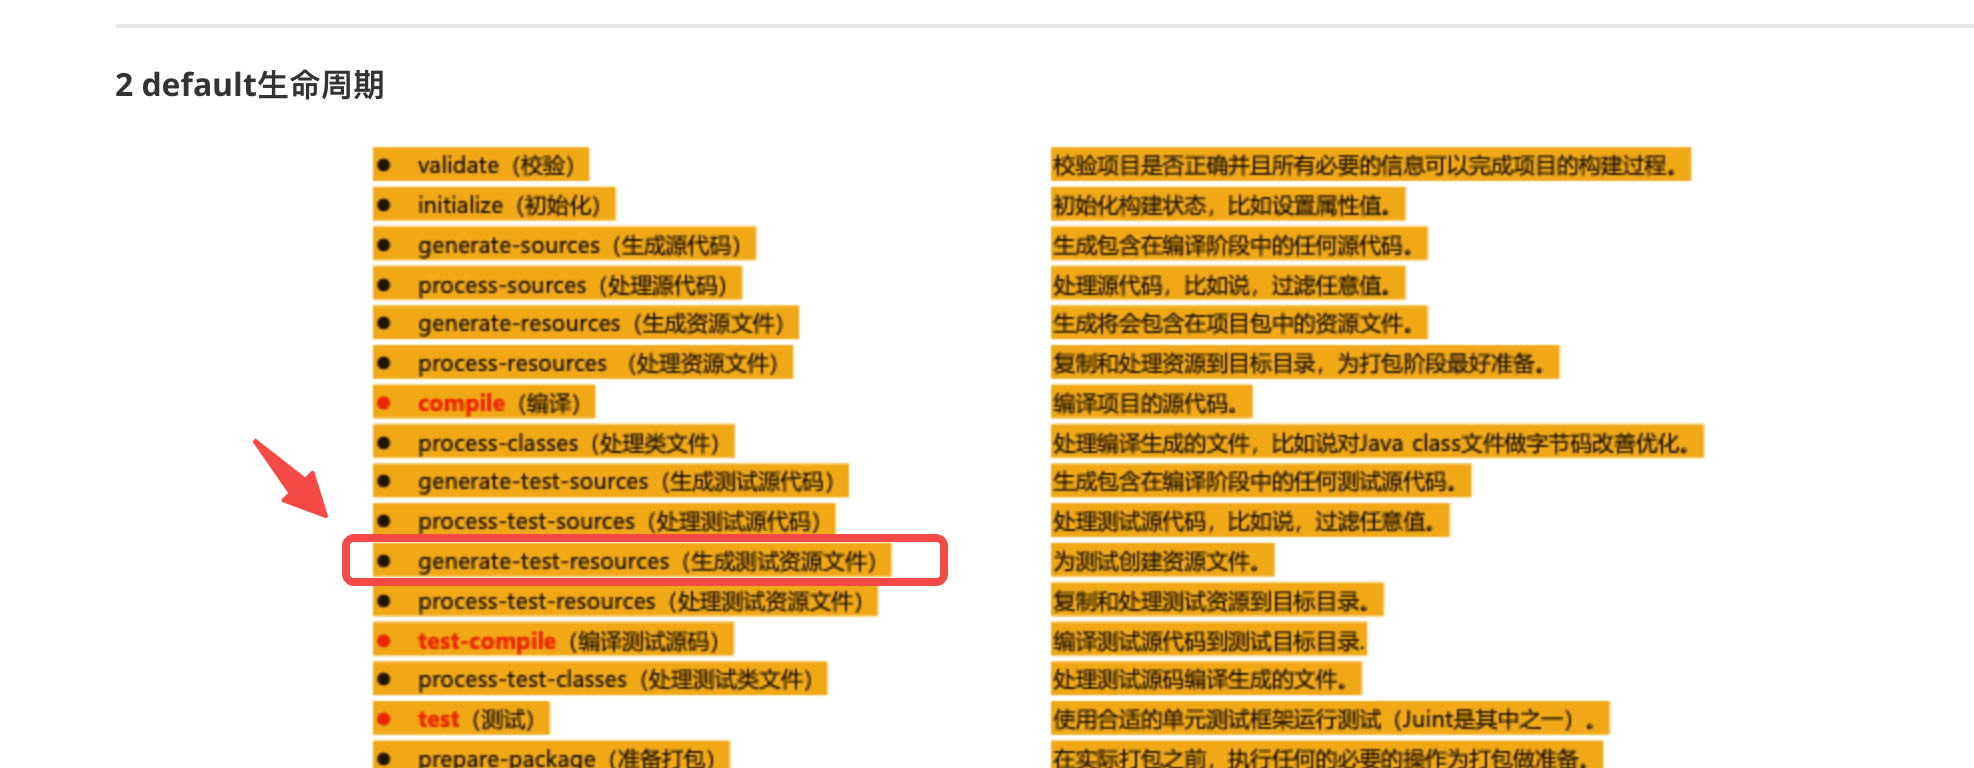 2 default生命周期
validate（校验） 校验项目是否正确并且所有必要的信息可以完成项目的构建过程。
initialize（初始化） 初始化构建状态，比如设置属性值。
generate-sources（生成源代码） 生成包含在编译阶段中的任何源代码。
process-sources（处理源代码） 处理源代码，比如说，过滤任意值。
generate-resources（生成资源文件） 生成将会包含在项目包中的资源文件。
process-resources （处理资源文件） 复制和处理资源到目标目录，为打包阶段最好准备。
compile（编译） 编译项目的源代码。
process-classes（处理类文件） 处理编译生成的文件，比如说对Java class文件做字节码改善优化。
generate-test-sources（生成测试源代码） 生成包含在编译阶段中的任何测试源代码。
process-test-sources（处理测试源代码） 处理测试源代码，比如说，过滤任意值。
generate-test-resources（生成测试资源文件） 为测试创建资源文件。
process-test-resources（处理测试资源文件） 复制和处理测试资源到目标目录。
test-compile（编译测试源码） 编译测试源代码到测试目标目录.
process-test-classes（处理测试类文件） 处理测试源码编译生成的文件。
test（测试） 使用合适的单元测试框架运行测试（Juint是其中之一）。
prepare-package（准备打包） 在实际打包之前，执行任何的必要的操作为打包做准备。